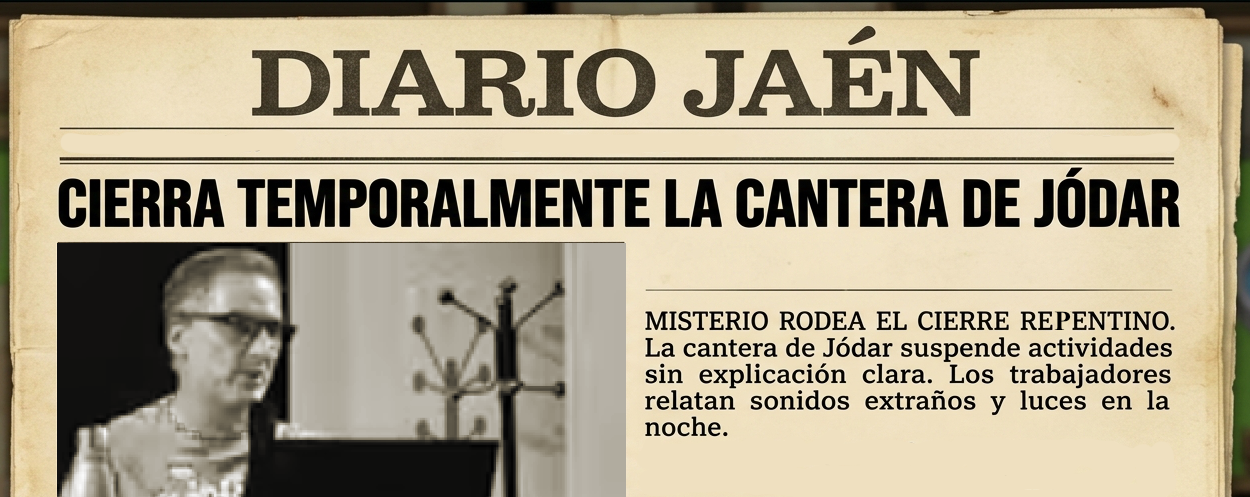 DIARIO JAÉN
CIERRA TEMPORALMENTE LA CANTERA DE JÓDAR
MISTERIO RODEA EL CIERRE REPENTINO.
La cantera de Jódar suspende actividades
sin explicación clara. Los trabajadores
relatan sonidos extraños y luces en la
noche.